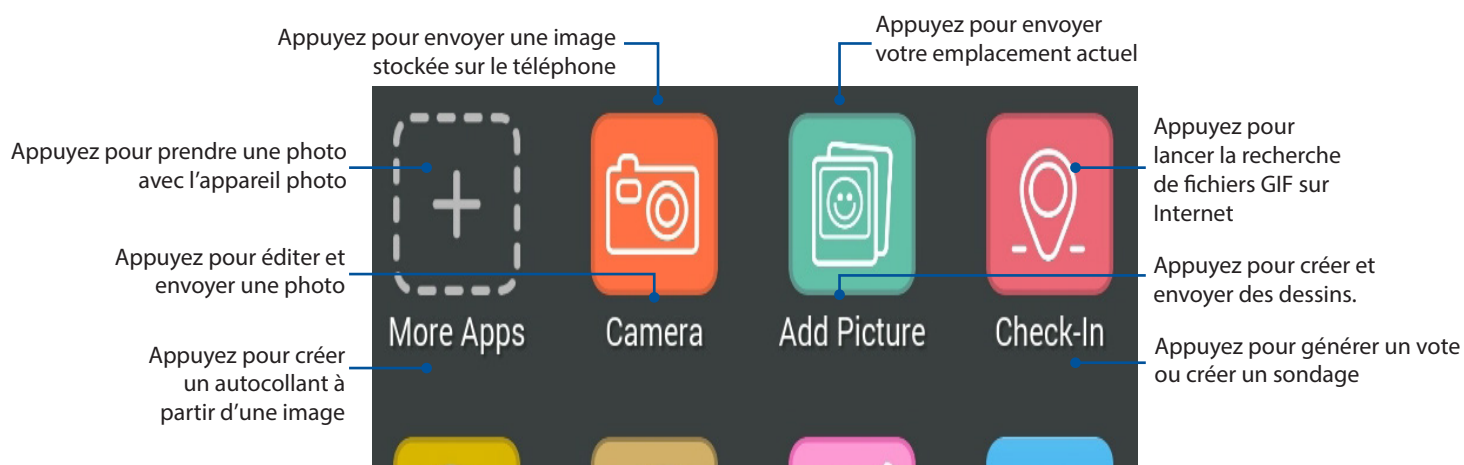 Appuyez pour envoyer une image
stockée sur le téléphone
Appuyez pour envoyer
votre emplacement actuel
Appuyez pour prendre une photo
avec l'appareil photo
Appuyez pour
lancer la recherche
de fichiers GIF sur
Internet
Appuyez pour éditer et
envoyer une photo
Appuyez pour créer et
envoyer des dessins.
More Apps
Camera
Add Picture
Check-In
Appuyez pour créer
un autocollant à
partir d'une image
Appuyez pour générer un vote
ou créer un sondage